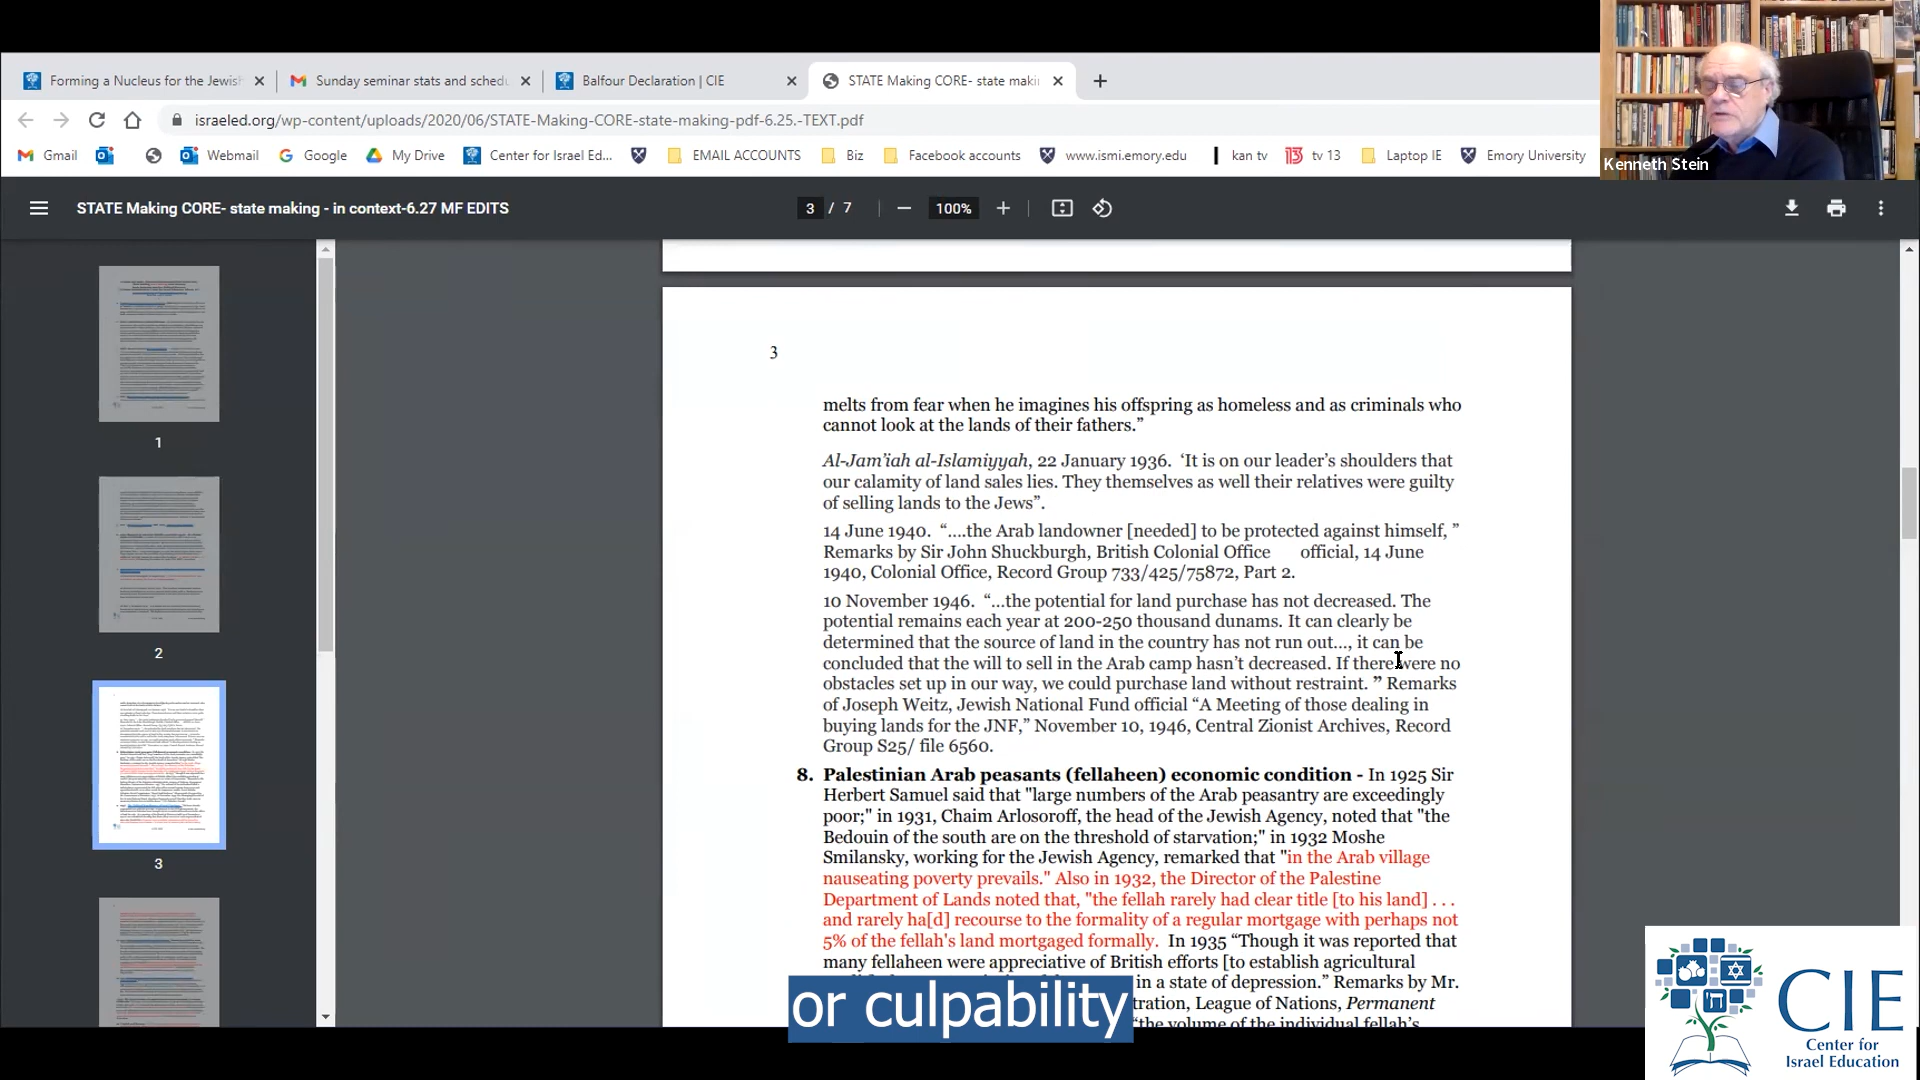 Forming a Nucleus for the Jewish
Sunday seminar stats and schedu
Balfour Declaration | CIE
STATE Making CORE- state maki
israeled.org/wp-content/uploads/2020/06/STATE-Making-CORE-state-making-pdf-6.25.-TEXT.pdf
Gmail
Webmail
Google
My Drive
Center for Israel Ed...
EMAIL ACCOUNTS
Biz
Facebook accounts
www.ismi.emory.edu
kan tv
13 tv 13
Laptop IE
Emory University
Kenneth Stein
STATE Making CORE- state making - in context-6.27 MF EDITS
3 / 7
100%
1
2
3
3
melts from fear when he imagines his offspring as homeless and as criminals who
cannot look at the lands of their fathers.”
Al-Jam’iah al-Islamiyyah, 22 January 1936. ‘It is on our leader’s shoulders that
our calamity of land sales lies. They themselves as well their relatives were guilty
of selling lands to the Jews”.
14 June 1940. “....the Arab landowner [needed] to be protected against himself, ”
Remarks by Sir John Shuckburgh, British Colonial Office official, 14 June
1940, Colonial Office, Record Group 733/425/75872, Part 2.
10 November 1946. “...the potential for land purchase has not decreased. The
potential remains each year at 200-250 thousand dunams. It can clearly be
determined that the source of land in the country has not run out..., it can be
concluded that the will to sell in the Arab camp hasn’t decreased. If there were no
obstacles set up in our way, we could purchase land without restraint. ” Remarks
of Joseph Weitz, Jewish National Fund official “A Meeting of those dealing in
buying lands for the JNF,” November 10, 1946, Central Zionist Archives, Record
Group S25/ file 6560.
8. Palestinian Arab peasants (fellaheen) economic condition - In 1925 Sir
Herbert Samuel said that "large numbers of the Arab peasantry are exceedingly
poor;" in 1931, Chaim Arlosoroff, the head of the Jewish Agency, noted that "the
Bedouin of the south are on the threshold of starvation;" in 1932 Moshe
Smilansky, working for the Jewish Agency, remarked that "in the Arab village
nauseating poverty prevails." Also in 1932, the Director of the Palestine
Department of Lands noted that, "the fellah rarely had clear title [to his land] . . .
and rarely ha[d] recourse to the formality of a regular mortgage with perhaps not
5% of the fellah's land mortgaged formally. In 1935 “Though it was reported that
many fellaheen were appreciative of British efforts [to establish agricultural
in a state of depression.” Remarks by Mr.
tration, League of Nations, Permanent
“the volume of the individual fellah’s
or culpability
CIE
Center for
Israel Education